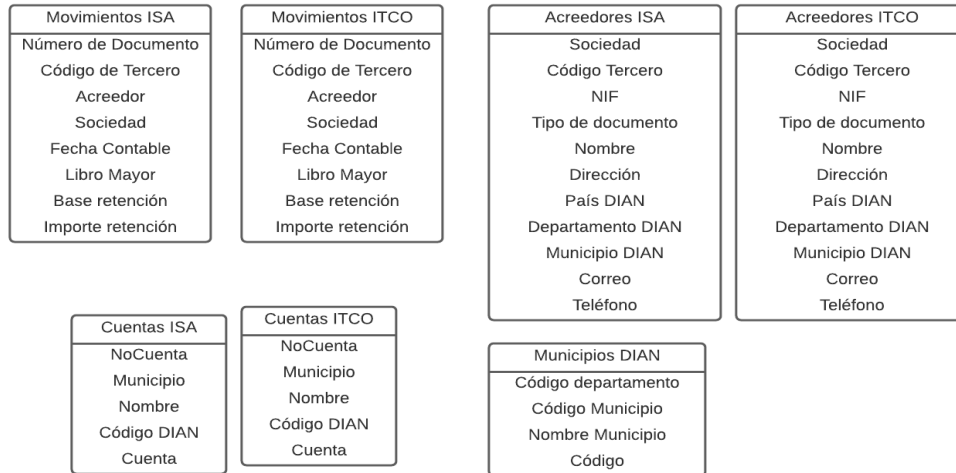 Movimientos ISA
Número de Documento
Código de Tercero
Acreedor
Sociedad
Fecha Contable
Libro Mayor
Base retención
Importe retención
Movimientos ITCO
Número de Documento
Código de Tercero
Acreedor
Sociedad
Fecha Contable
Libro Mayor
Base retención
Importe retención
Acreedores ISA
Sociedad
Código Tercero
NIF
Tipo de documento
Nombre
Dirección
País DIAN
Departamento DIAN
Municipio DIAN
Correo
Teléfono
Acreedores ITCO
Sociedad
Código Tercero
NIF
Tipo de documento
Nombre
Dirección
País DIAN
Departamento DIAN
Municipio DIAN
Correo
Teléfono
Cuentas ISA
NoCuenta
Municipio
Nombre
Código DIAN
Cuenta
Cuentas ITCO
NoCuenta
Municipio
Nombre
Código DIAN
Cuenta
Municipios DIAN
Código departamento
Código Municipio
Nombre Municipio
Código